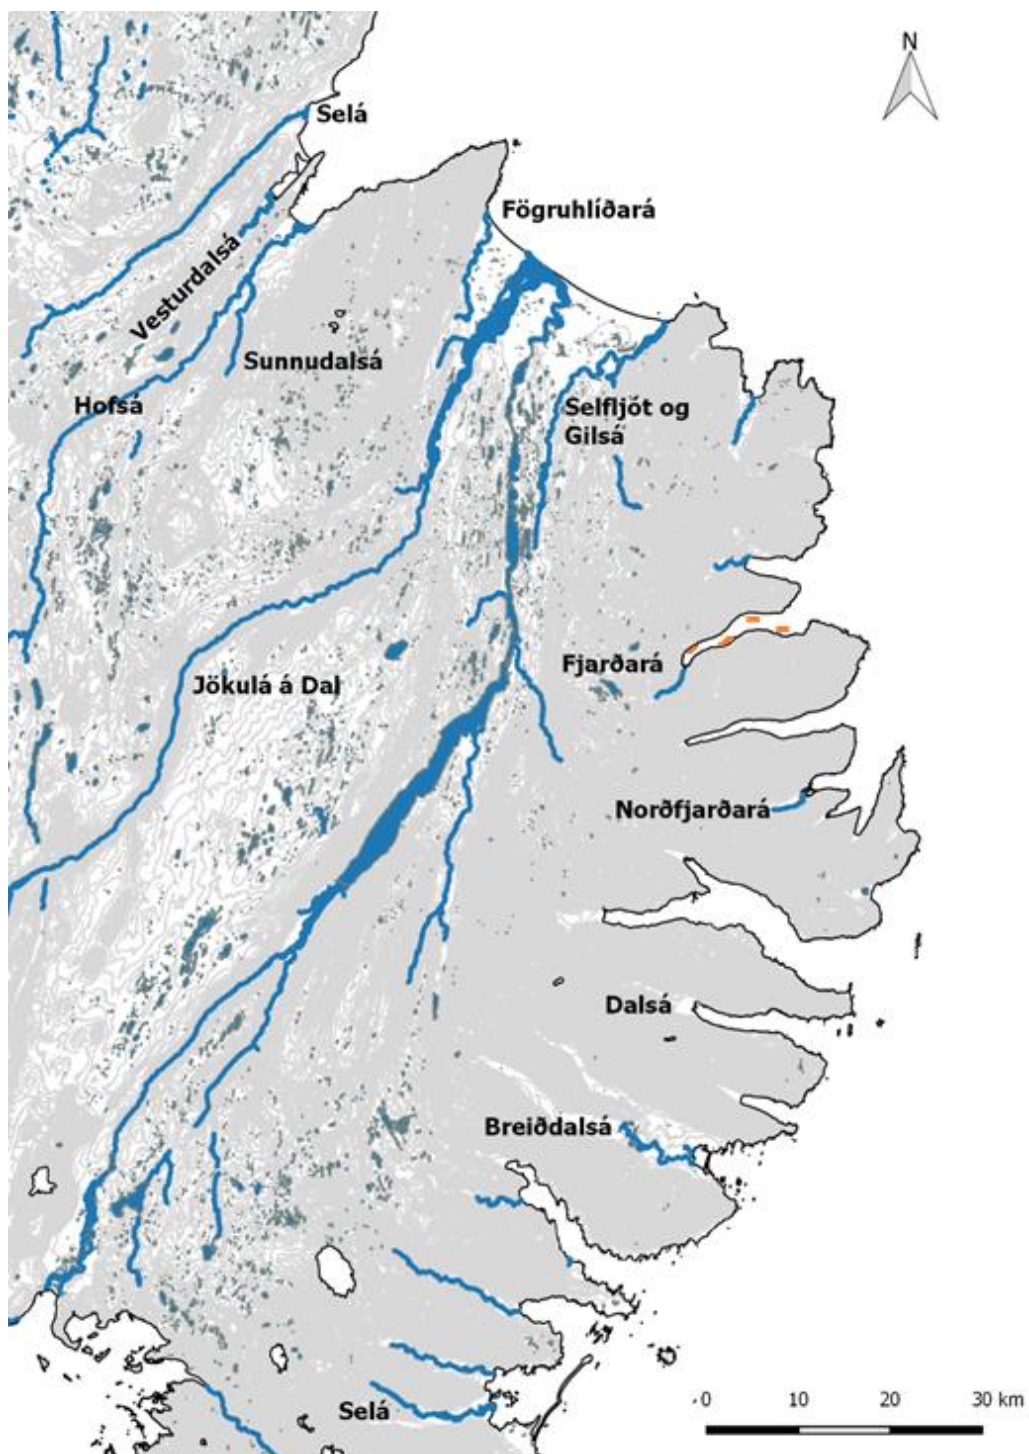 N
Selá
Fögruhlíðará
Vesturdalsá
Sunnudalsá
Hofsá
Selfljót og
Gilsá
Fjarðará
Jökulá á Dal
Norðfjarðará
Dalsá
Breiðdalsá
Selá
0 10 20 30 km